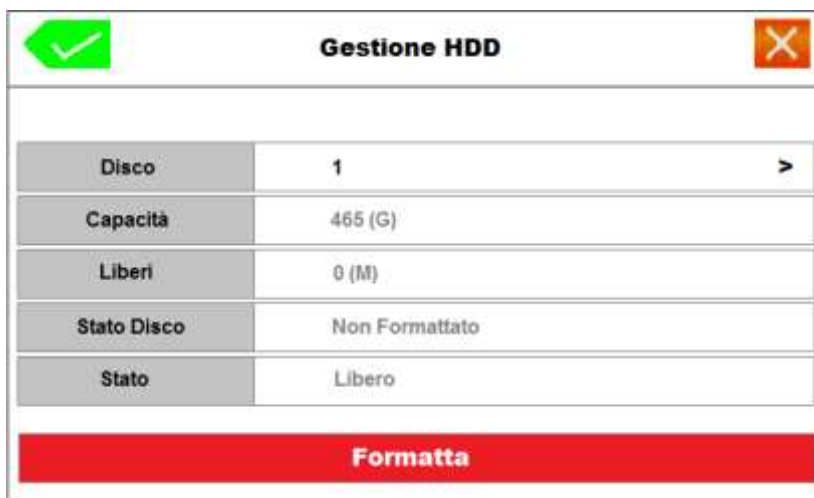 Gestione HDD
Disco 1 >
Capacità 465 (G)
Liberi 0 (M)
Stato Disco Non Formattato
Stato Libero
Formatta